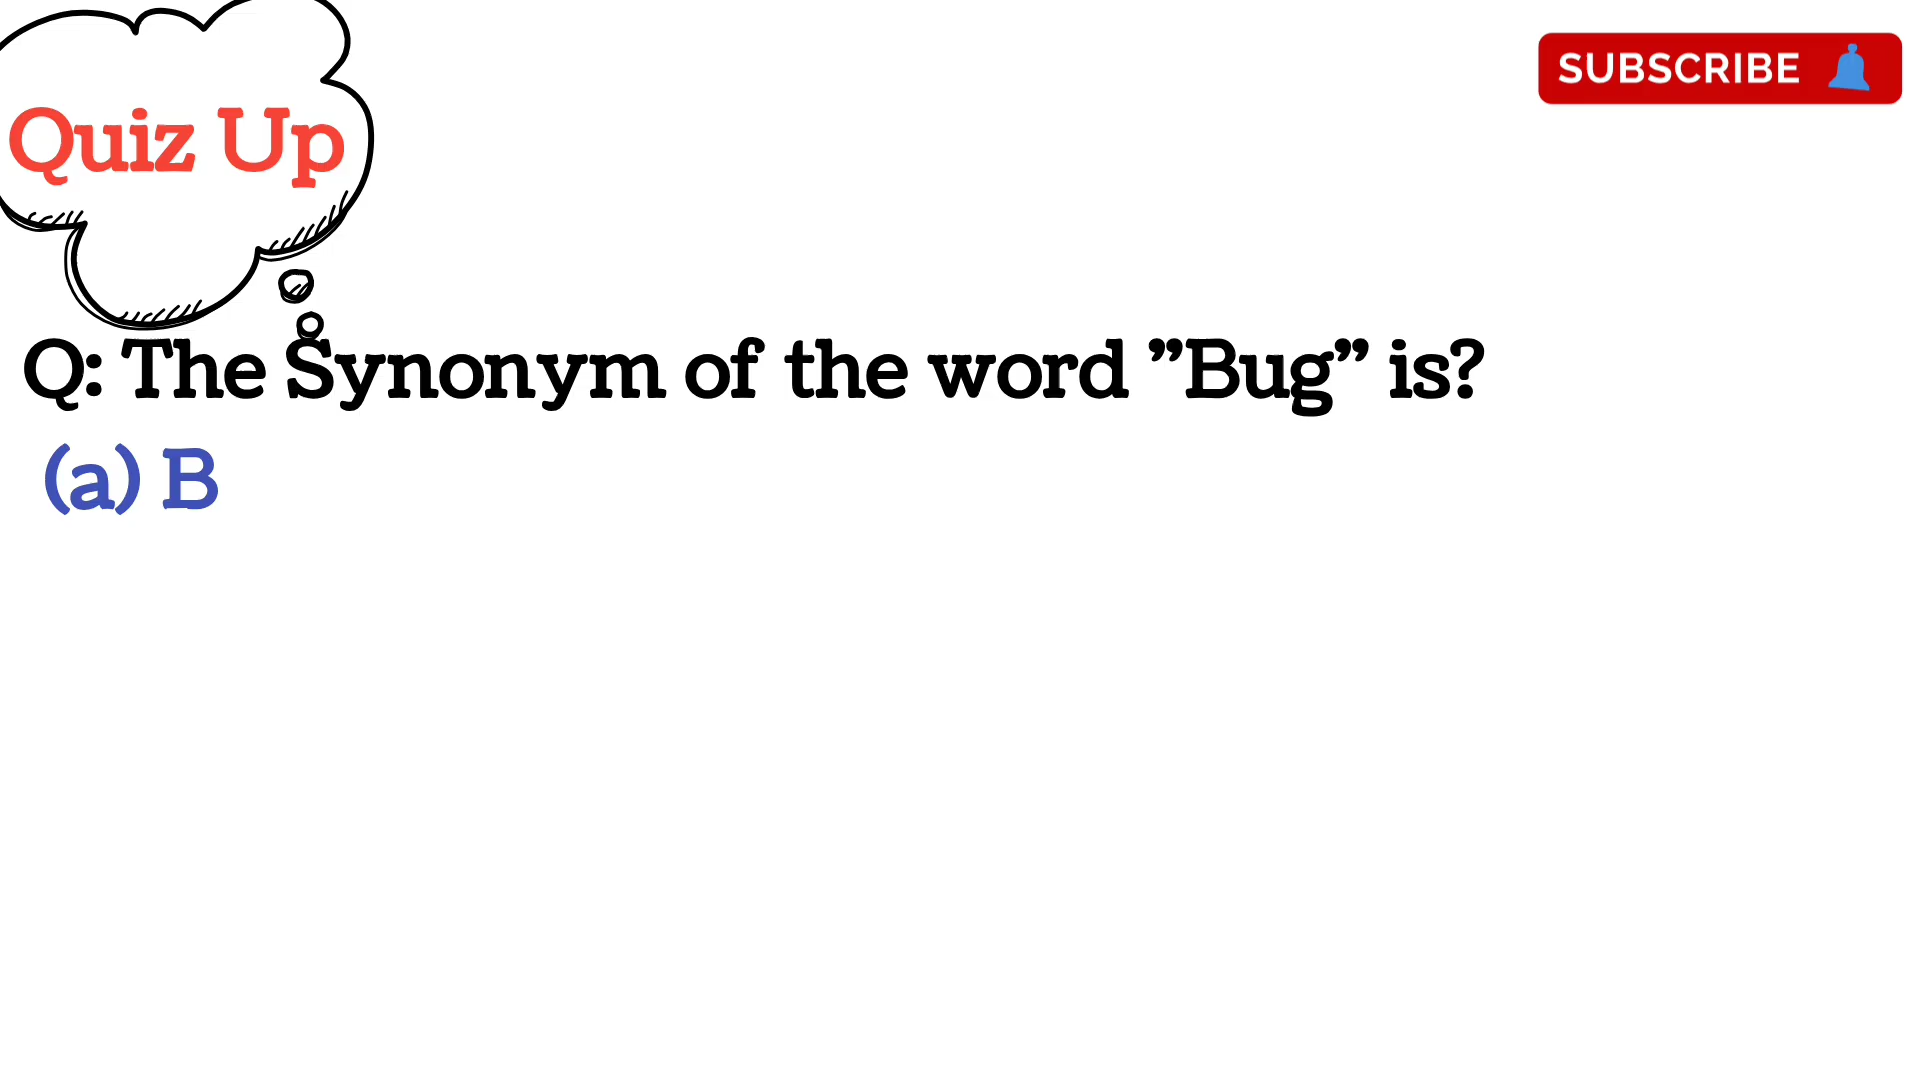 Quiz Up
SUBSCRIBE
Q: The Synonym of the word ”Bug” is?
(a) B